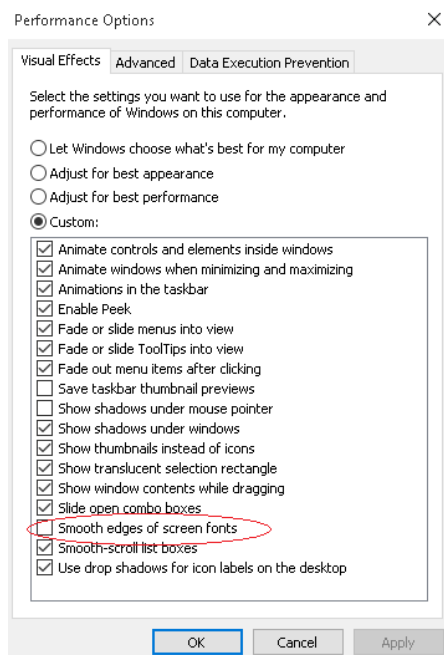 Performance Options
Visual Effects
Advanced
Data Execution Prevention
Select the settings you want to use for the appearance and
performance of Windows on this computer.
Let Windows choose what's best for my computer
Adjust for best appearance
Adjust for best performance
Custom:
Animate controls and elements inside windows
Animate windows when minimizing and maximizing
Animations in the taskbar
Enable Peek
Fade or slide menus into view
Fade or slide ToolTips into view
Fade out menu items after clicking
Save taskbar thumbnail previews
Show shadows under mouse pointer
Show shadows under windows
Show thumbnails instead of icons
Show translucent selection rectangle
Show window contents while dragging
Slide open combo boxes
Smooth edges of screen fonts
Smooth-scroll list boxes
Use drop shadows for icon labels on the desktop
OK
Cancel
Apply